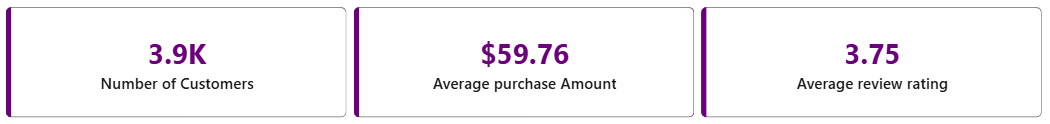 3.9K
Number of Customers
$59.76
Average purchase Amount
3.75
Average review rating